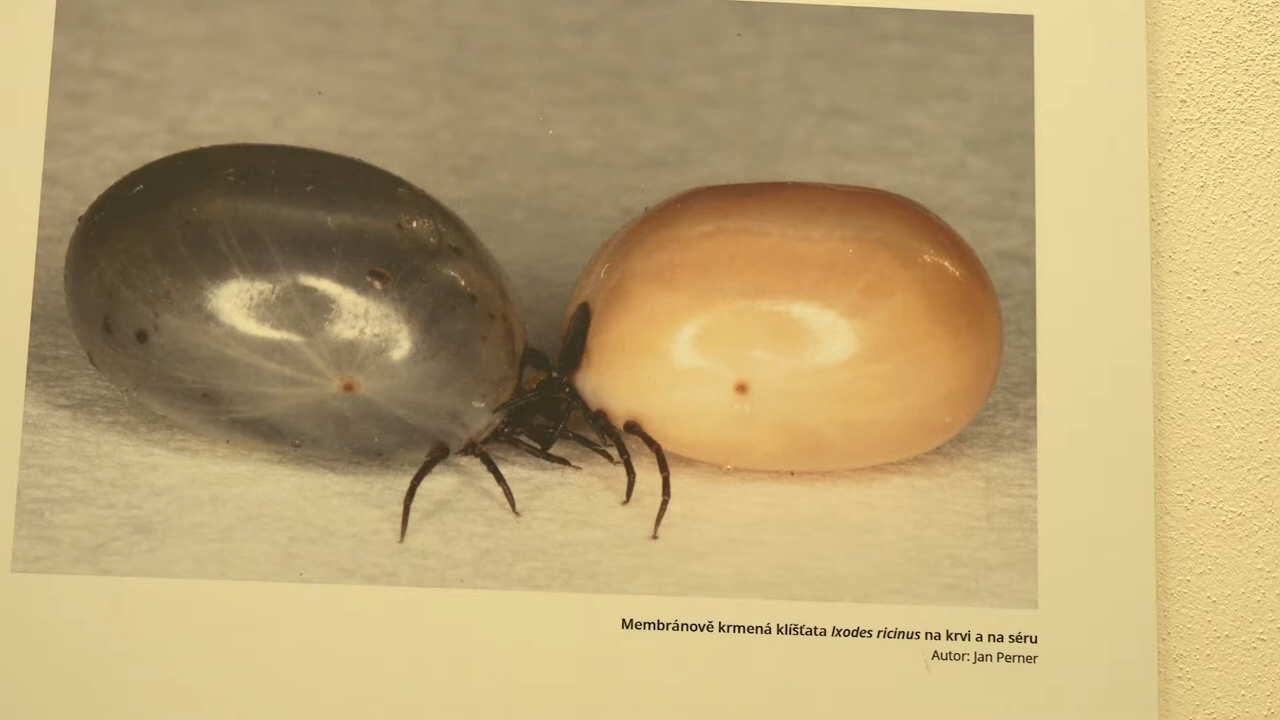 Membránově krmená klíšťata Ixodes ricinus na krvi a na séru
Autor: Jan Perner